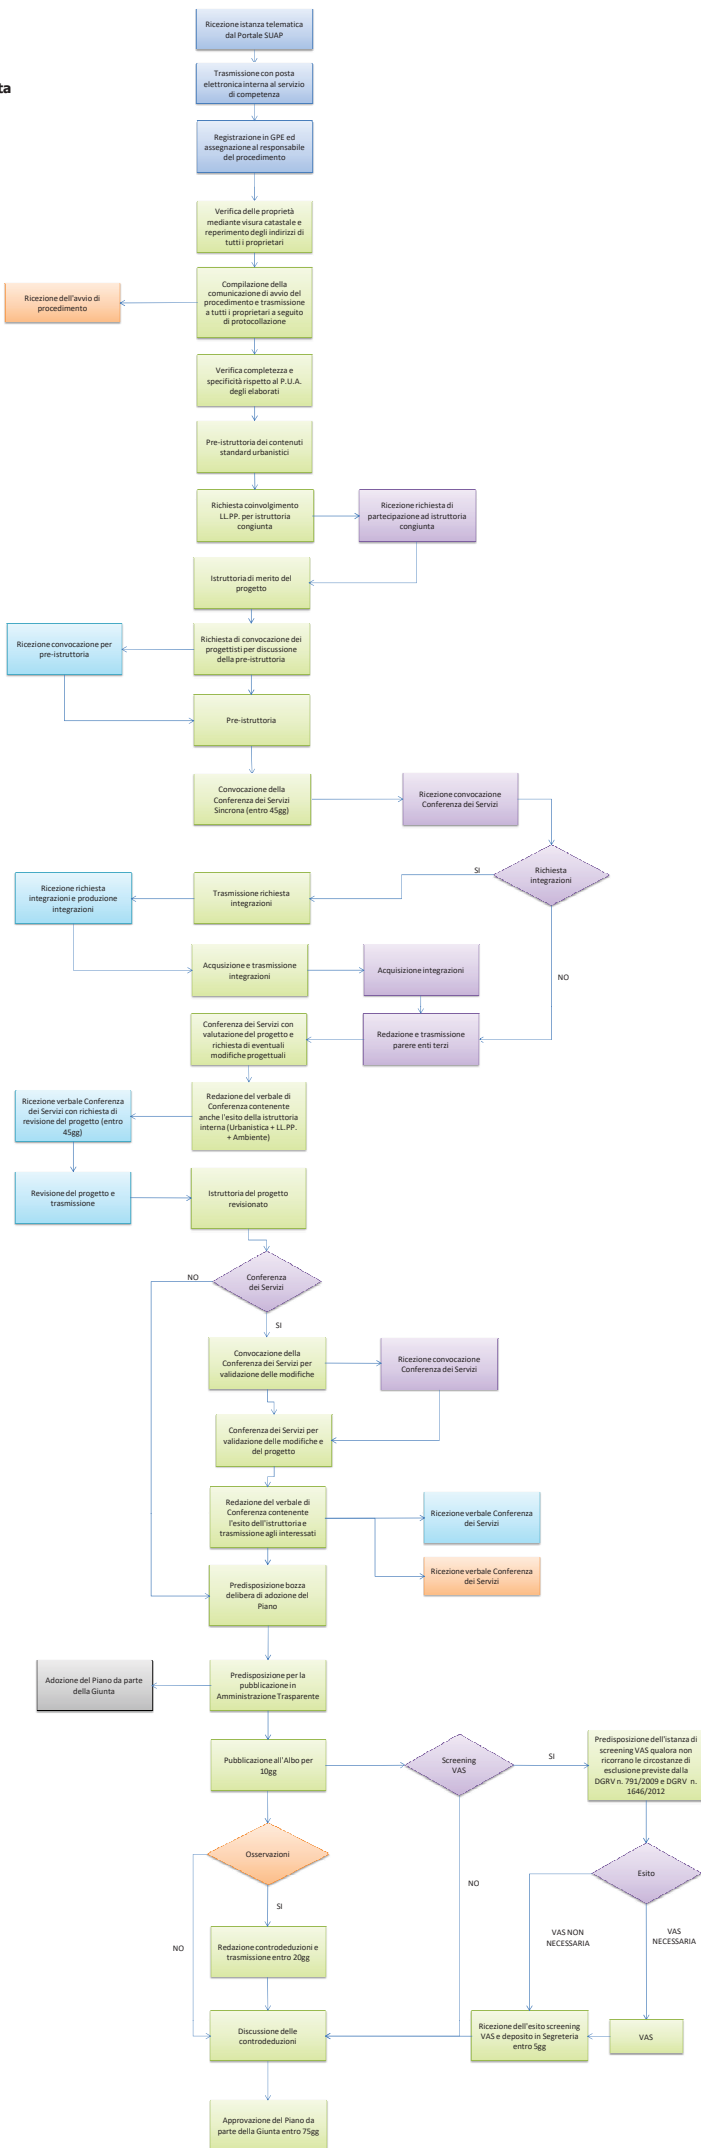 Ricezione istanza telematica
dal Portale SUAP
Trasmissione con posta
elettronica interna al servizio
di competenza
ta
Registrazione in GPE ed
assegnazione al responsabile
del procedimento
Verifica delle proprietà
mediante visura catastale e
reperimento degli indirizzi di
tutti i proprietari
Ricezione dell'avvio di
procedimento
Compilazione della
comunicazione di avvio del
procedimento e trasmissione
a tutti i proprietari a seguito
di protocollazione
Verifica completezza e
specificità rispetto al P.U.A.
degli elaborati
Pre-istruttoria dei contenuti
standard urbanistici
Richiesta coinvolgimento
LL.PP. per istruttoria
congiunta
Ricezione richiesta di
partecipazione ad istruttoria
congiunta
Istruttoria di merito del
progetto
Ricezione convocazione per
pre-istruttoria
Richiesta di convocazione dei
progettisti per discussione
della pre-istruttoria
Pre-istruttoria
Convocazione della
Conferenza dei Servizi
Sincrona (entro 45gg)
Ricezione convocazione
Conferenza dei Servizi
Richiesta
integrazioni
SI
Ricezione richiesta
integrazioni e produzione
integrazioni
Trasmissione richiesta
integrazioni
Acqusizione e trasmissione
integrazioni
Acquisizione integrazioni
NO
Conferenza dei Servizi con
valutazione del progetto e
richiesta di eventuali
modifiche progettuali
Redazione e trasmissione
parere enti terzi
Ricezione verbale Conferenza
dei Servizi con richiesta di
revisione del progetto (entro
45gg)
Redazione del verbale di
Conferenza contenente
anche l'esito della istruttoria
interna (Urbanistica + LL.PP.
+ Ambiente)
Revisione del progetto e
trasmissione
Istruttoria del progetto
revisionato
NO
Conferenza
dei Servizi
SI
Convocazione della
Conferenza dei Servizi per
validazione delle modifiche
Ricezione convocazione
Conferenza dei Servizi
Conferenza dei Servizi per
validazione delle modifiche e
del progetto
Redazione del verbale di
Conferenza contenente
l'esito dell'istruttoria e
trasmissione agli interessati
Ricezione verbale Conferenza
dei Servizi
Ricezione verbale Conferenza
dei Servizi
Predisposizione bozza
delibera di adozione del
Piano
Adozione del Piano da parte
della Giunta
Predisposizione per la
pubblicazione in
Amministrazione Trasparente
Pubblicazione all'Albo per
10gg
Screening
VAS
SI
Predisposizione dell'istanza di
screening VAS qualora non
ricorrano le circostanze di
esclusione previste dalla
DGRV n. 791/2009 e DGRV n.
1646/2012
Osservazioni
Esito
NO
SI
VAS NON
NECESSARIA
VAS
NECESSARIA
NO
Redazione controdeduzioni e
trasmissione entro 20gg
Discussione delle
controdeduzioni
Ricezione dell'esito screening
VAS e deposito in Segreteria
entro 5gg
VAS
Approvazione del Piano da
parte della Giunta entro 75gg